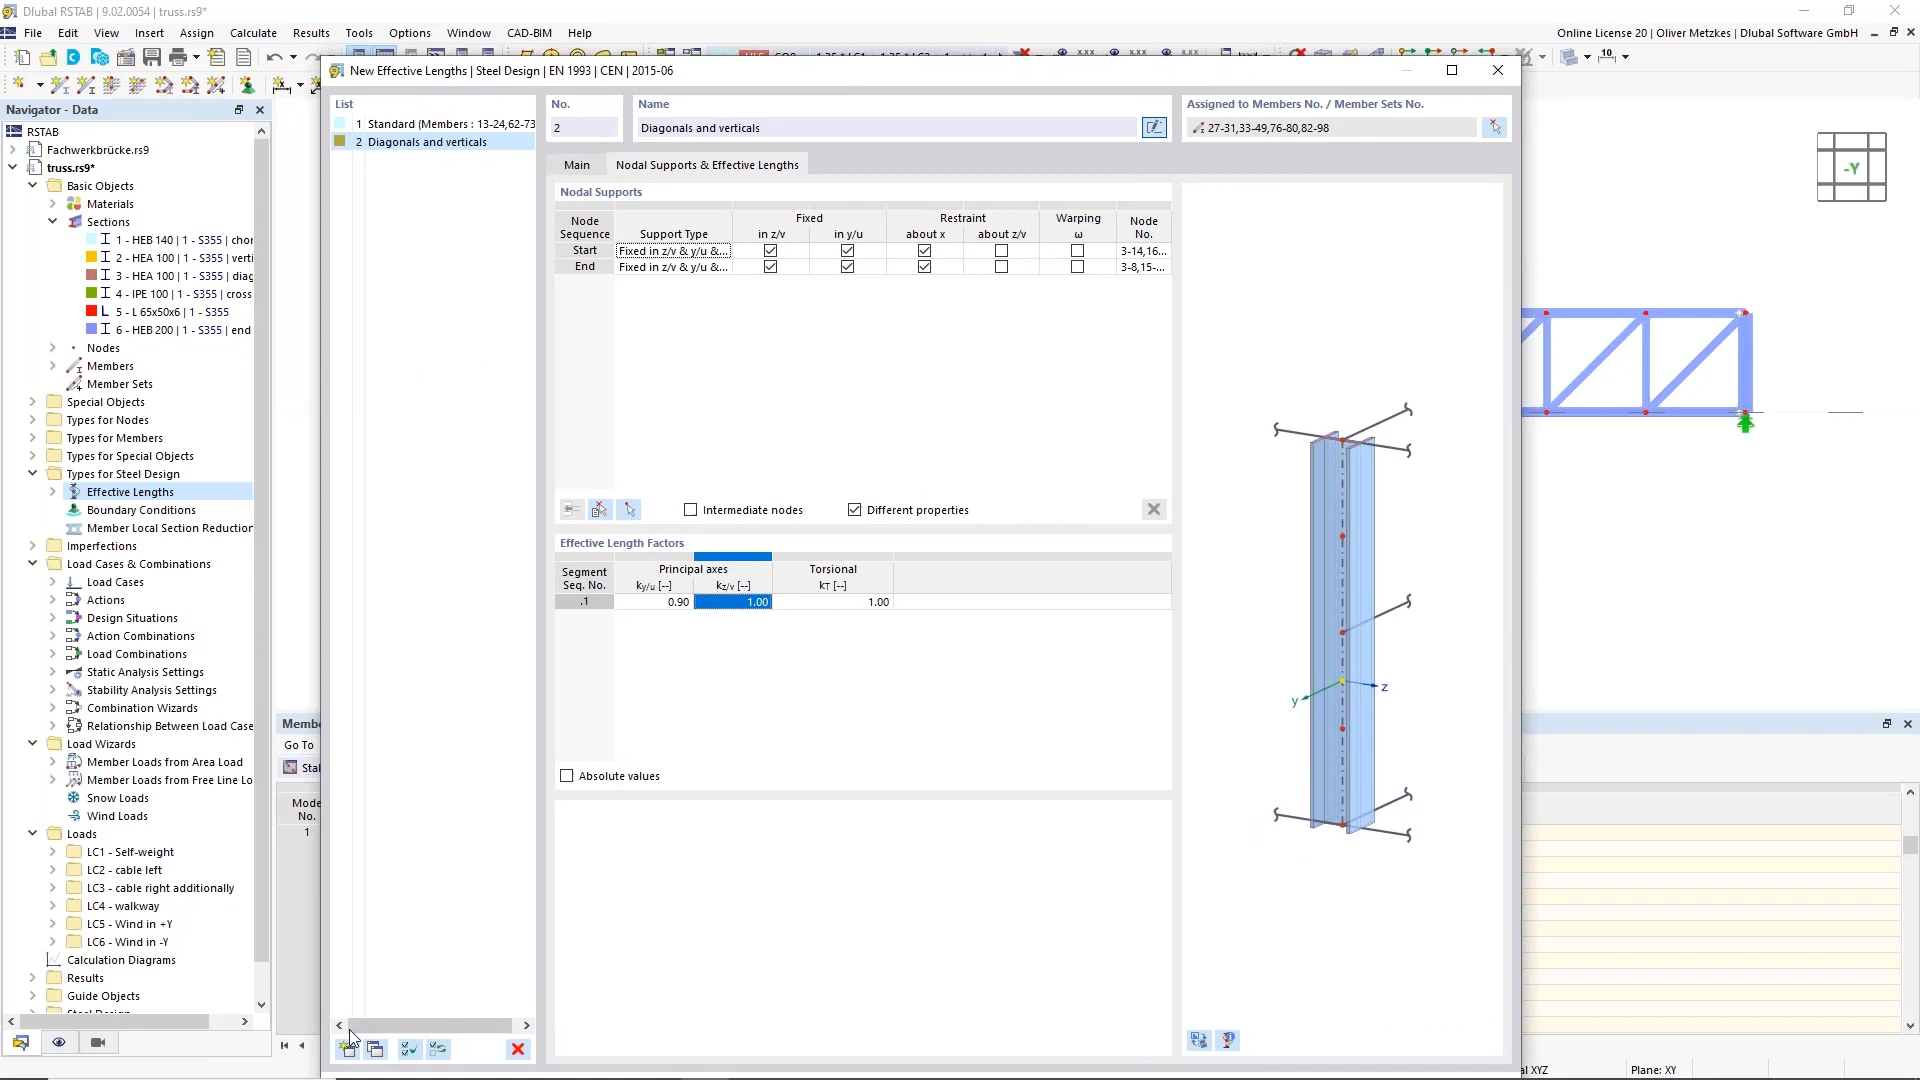 Dlubal RSTAB | 9.02.0054 | truss.rs9*
File Edit View Insert Assign Calculate Results Tools Options Window CAD-BIM Help
Online License 20 | Oliver Metzkes | Dlubal Software GmbH
Navigator - Data
RSTAB
Fachwerkbrücke.rs9
truss.rs9*
Basic Objects
Materials
Sections
1 - HEB 140 | 1 - S355 | chor
2 - HEA 100 | 1 - S355 | verti
3 - HEA 100 | 1 - S355 | diag
4 - IPE 100 | 1 - S355 | cross
5 - L 65x50x6 | 1 - S355
6 - HEB 200 | 1 - S355 | end
Nodes
Members
Member Sets
Special Objects
Types for Nodes
Types for Members
Types for Special Objects
Types for Steel Design
Effective Lengths
Boundary Conditions
Member Local Section Reduction
Imperfections
Load Cases & Combinations
Load Cases
Actions
Design Situations
Action Combinations
Load Combinations
Static Analysis Settings
Stability Analysis Settings
Combination Wizards
Relationship Between Load Case
Load Wizards
Member Loads from Area Load
Member Loads from Free Line Lo
Snow Loads
Wind Loads
Loads
LC1 - Self-weight
LC2 - cable left
LC3 - cable right additionally
LC4 - walkway
LC5 - Wind in +Y
LC6 - Wind in -Y
Calculation Diagrams
Results
Guide Objects
Membe
Go To
Stal
Mode
No.
1
New Effective Lengths | Steel Design | EN 1993 | CEN | 2015-06
List
1 Standard (Members : 13-24,62-73
2 Diagonals and verticals
No.
2
Name
Diagonals and verticals
Assigned to Members No. / Member Sets No.
27-31,33-49,76-80,82-98
Main
Nodal Supports & Effective Lengths
Nodal Supports
Node Sequence Support Type Fixed in z/v in y/u Restraint about x about z/v Warping ω Node No.
Start Fixed in z/v & y/u &... 3-14,16...
End Fixed in z/v & y/u &... 3-8,15-...
Intermediate nodes Different properties
Effective Length Factors
Segment Seq. No. Principal axes ky/u [--] kz/v [--] Torsional kT [--]
.1 0.90 1.00 1.00
Absolute values
y
z
-Y
10
Plane: XY